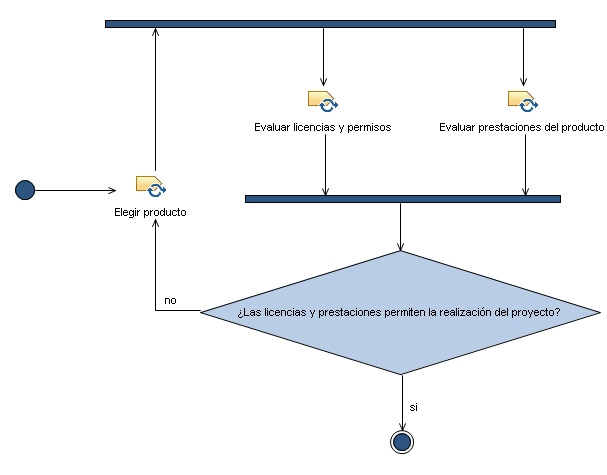 Evaluar licencias y permisos
Evaluar prestaciones del producto
Elegir producto
no
¿Las licencias y prestaciones permiten la realización del proyecto?
si